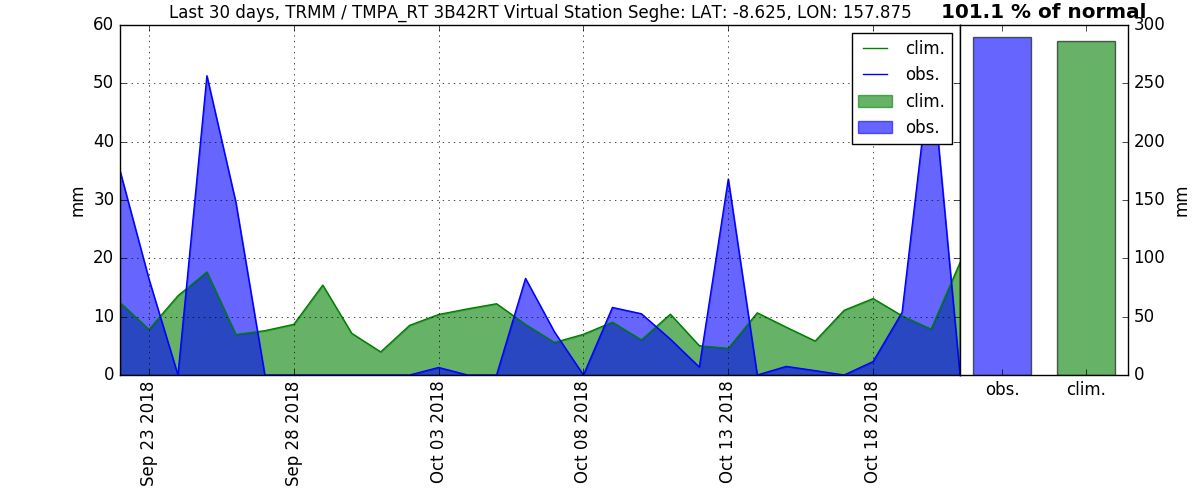 Last 30 days, TRMM / TMPA_RT 3B42RT Virtual Station Seghe: LAT: -8.625, LON: 157.875
101.1 % of normal
60
50
40
30
20
10
0
mm
clim.
obs.
clim.
obs.
Sep 23 2018
Sep 28 2018
Oct 03 2018
Oct 08 2018
Oct 13 2018
Oct 18 2018
300
250
200
150
100
50
0
mm
obs.
clim.